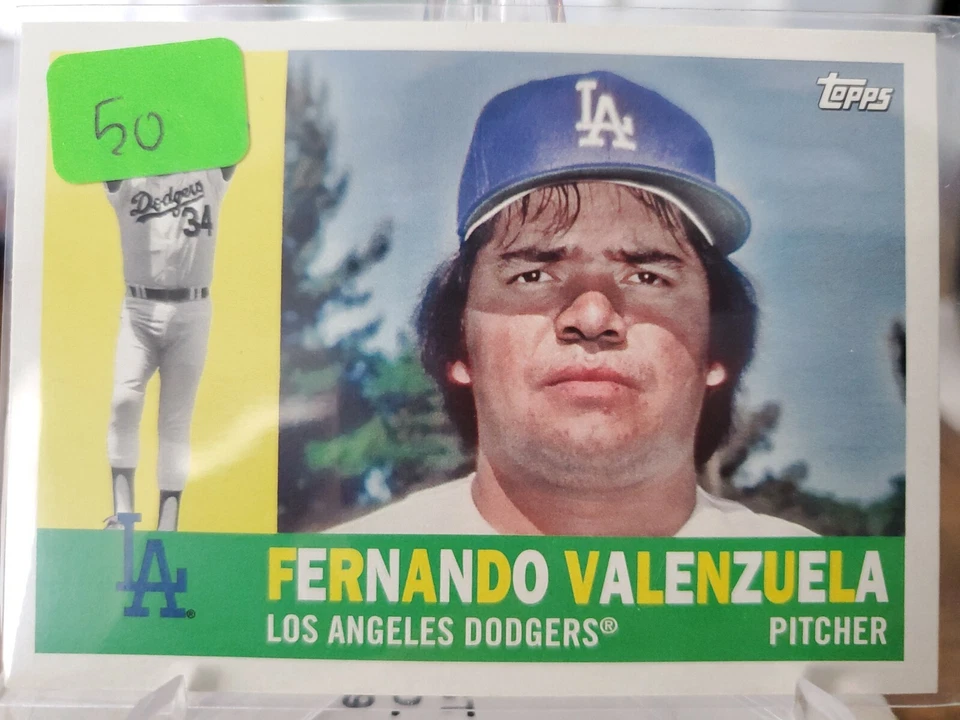 50
Topps
LA
Dodgers
34
LA
FERNANDO VALENZUELA
LOS ANGELES DODGERS®
PITCHER